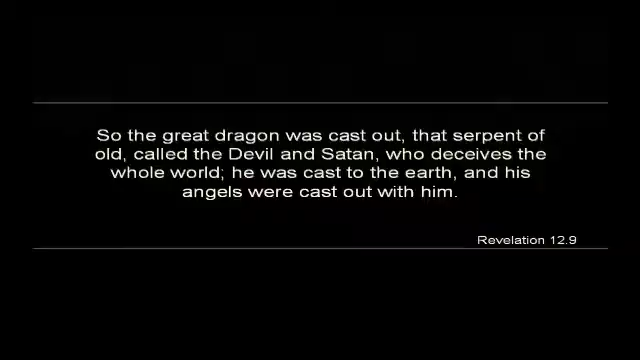 So the great dragon was cast out, that serpent of
old, called the Devil and Satan, who deceives the
whole world; he was cast to the earth, and his
angels were cast out with him.
Revelation 12.9